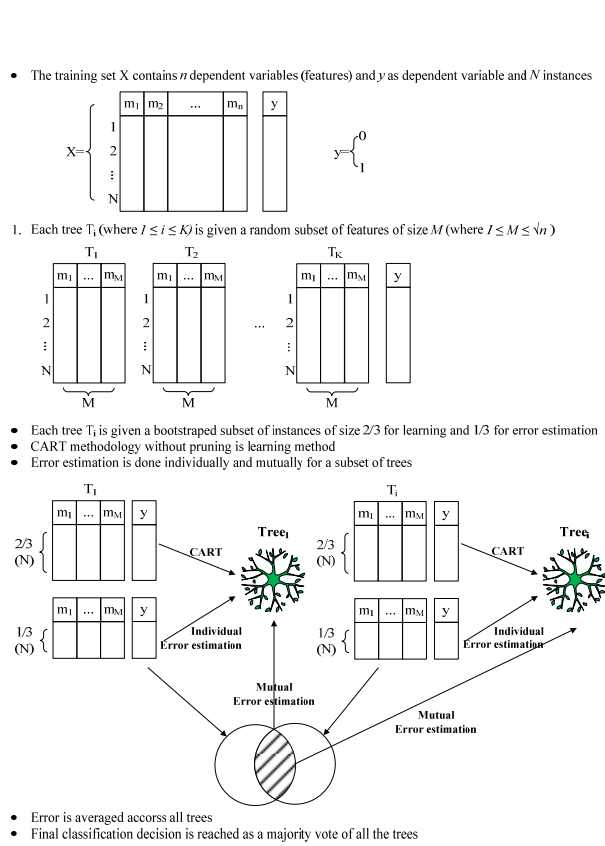 • The training set X contains n dependent variables (features) and y as dependent variable and N instances
m1 m2 ... mn y
1
X= 2
⋮
N
y= 0
1
1. Each tree Ti (where 1 ≤ i ≤ K) is given a random subset of features of size M (where 1 ≤ M ≤ √n )
T1 T2 TK
m1 ... mM m1 ... mM m1 ... mM y
1 1 1
2 2 ... 2
⋮ ⋮ ⋮
N N N
M M M
• Each tree Ti is given a bootstraped subset of instances of size 2/3 for learning and 1/3 for error estimation
• CART methodology without pruning is learning method
• Error estimation is done individually and mutually for a subset of trees
T1 Ti
m1 ... mM y m1 ... mM y
Tree1 Treei
2/3 2/3
(N) (N)
CART CART
m1 ... mM y m1 ... mM y
1/3 1/3
(N) (N)
Individual Individual
Error estimation Error estimation
Mutual
Error estimation
Mutual
Error estimation
• Error is averaged accorss all trees
• Final classification decision is reached as a majority vote of all the trees